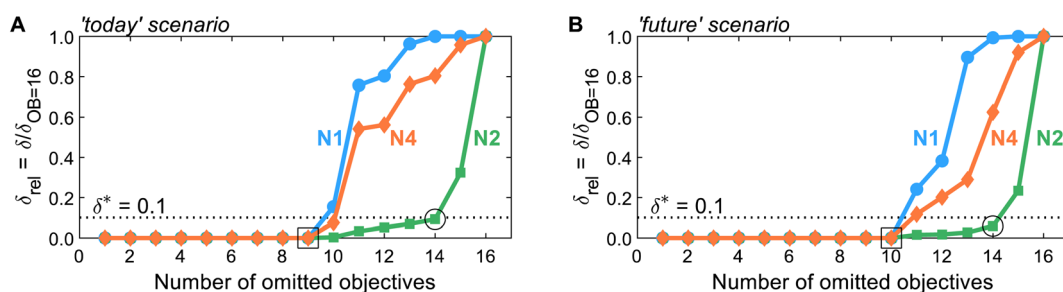 A 'today' scenario
1.0
0.8
0.6
0.4
0.2
0.0
δrel = δ/δOB=16
N1
N4
N2
δ* = 0.1
0 2 4 6 8 10 12 14 16
Number of omitted objectives
B 'future' scenario
1.0
0.8
0.6
0.4
0.2
0.0
δrel = δ/δOB=16
N1
N4
N2
δ* = 0.1
0 2 4 6 8 10 12 14 16
Number of omitted objectives